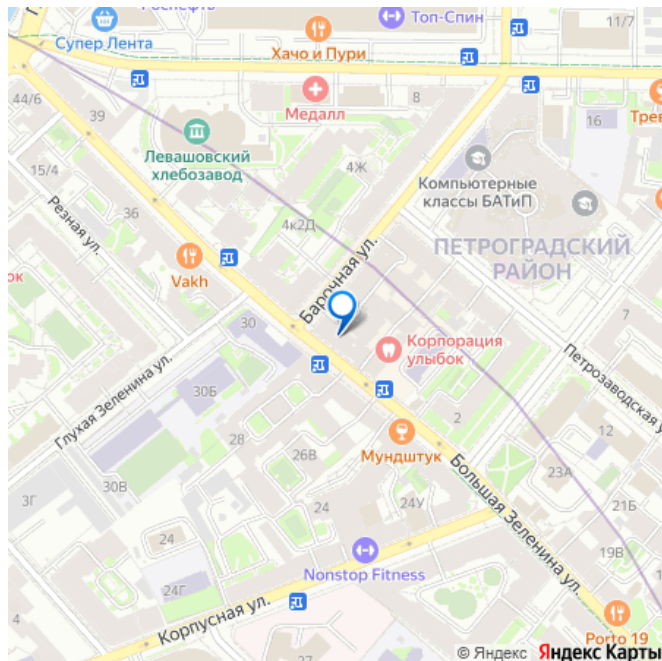 Роснефть
Топ-Спин
11/7
Супер Лента
Хачо и Пури
44/6
39
Медалл
8
16
Левашовский
хлебозавод
4Ж
Компьютерные
классы БАТиП
15/4
Резная ул.
36
4к2Д
Барочная ул.
ПЕТРОГРАДСКИЙ
РАЙОН
Vakh
30
7
Корпорация
улыбок
Петрозаводская у
Глухая Зеленина ул.
30Б
28
2
12
Мундштук
26В
Большая Зеленина ул.
23А
30В
3Г
24
24У
21Б
24
19В
Nonstop Fitness
24Г
Корпусная ул.
27
Porto 19
© Яндекс Яндекс Карты